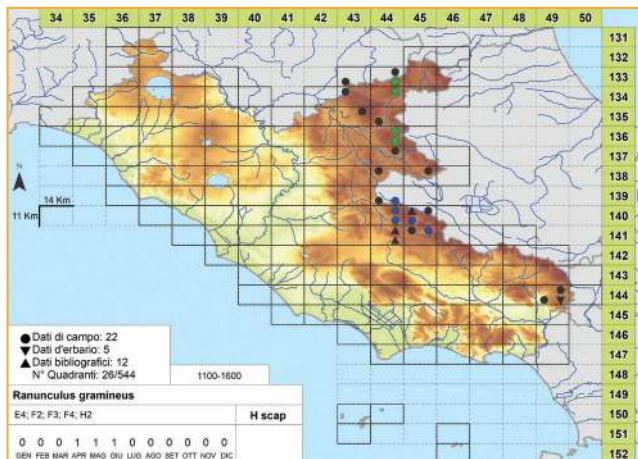 34 35 36 37 38 39 40 41 42 43 44 45 46 47 48 49 50
131
132
133
134
135
136
137
138
139
140
141
142
143
144
145
146
147
148
149
150
151
152
N
14 Km
11 Km
Dati di campo: 22
Dati d'erbario: 5
Dati bibliografici: 12
N° Quadranti: 26/544
1100-1600
Ranunculus gramineus
E4; F2; F3; F4; H2
H scap
0 0 0 1 1 1 0 0 0 0 0 0
GEN FEB MAR APR MAG GIU LUG AGO SET OTT NOV DIC